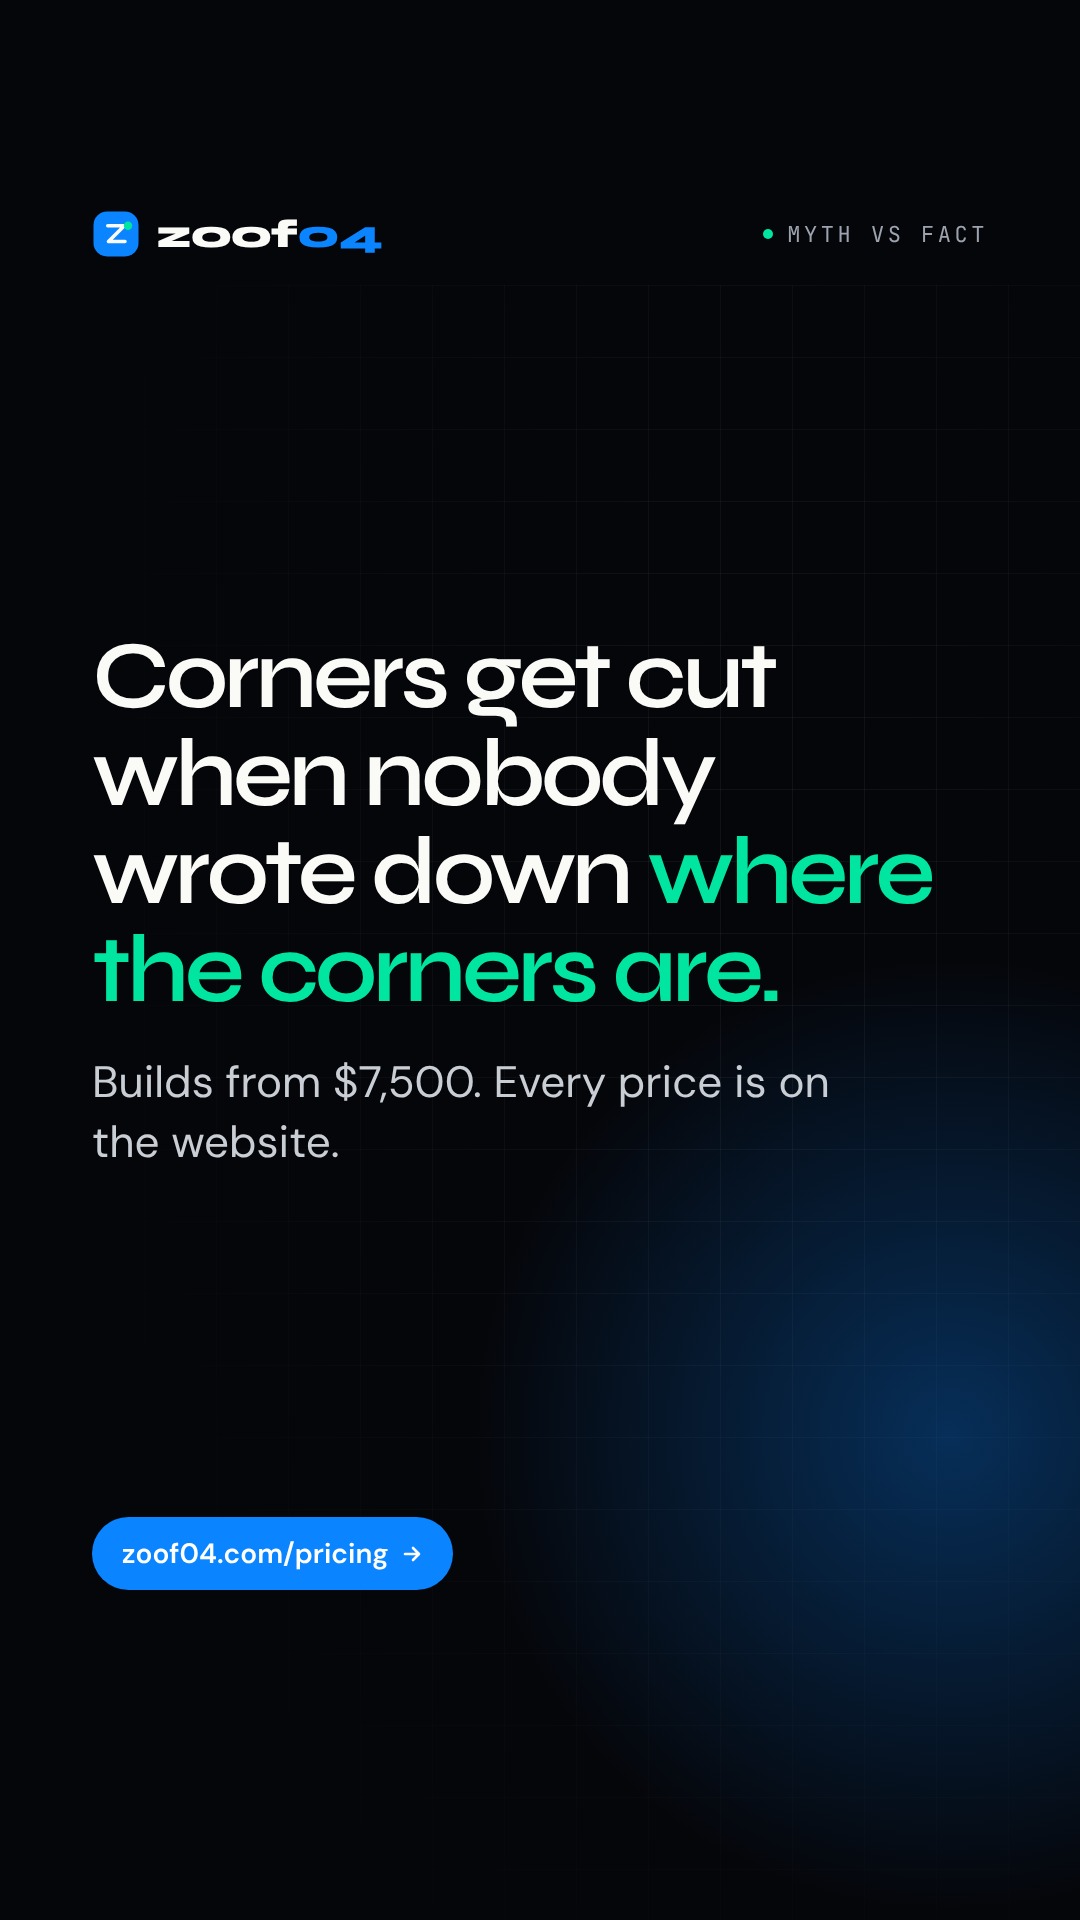 Z zoof04
MYTH VS FACT
Corners get cut
when nobody
wrote down where
the corners are.
Builds from $7,500. Every price is on
the website.
zoof04.com/pricing →